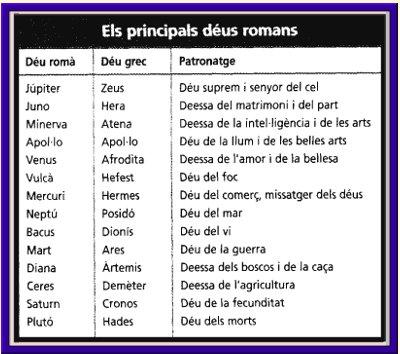 Els principals déus romans
Déu romà Déu grec Patronatge
Júpiter Zeus Déu suprem i senyor del cel
Juno Hera Deessa del matrimoni i del part
Minerva Atena Deessa de la intel·ligència i de les arts
Apol·lo Apol·lo Déu de la llum i de les belles arts
Venus Afrodita Deessa de l'amor i de la bellesa
Vulcà Hefest Déu del foc
Mercuri Hermes Déu del comerç, missatger dels déus
Neptú Posidó Déu del mar
Bacus Dionís Déu del vi
Mart Ares Déu de la guerra
Diana Àrtemis Deessa dels boscos i de la caça
Ceres Demèter Deessa de l'agricultura
Saturn Cronos Déu de la fecunditat
Plutó Hades Déu dels morts